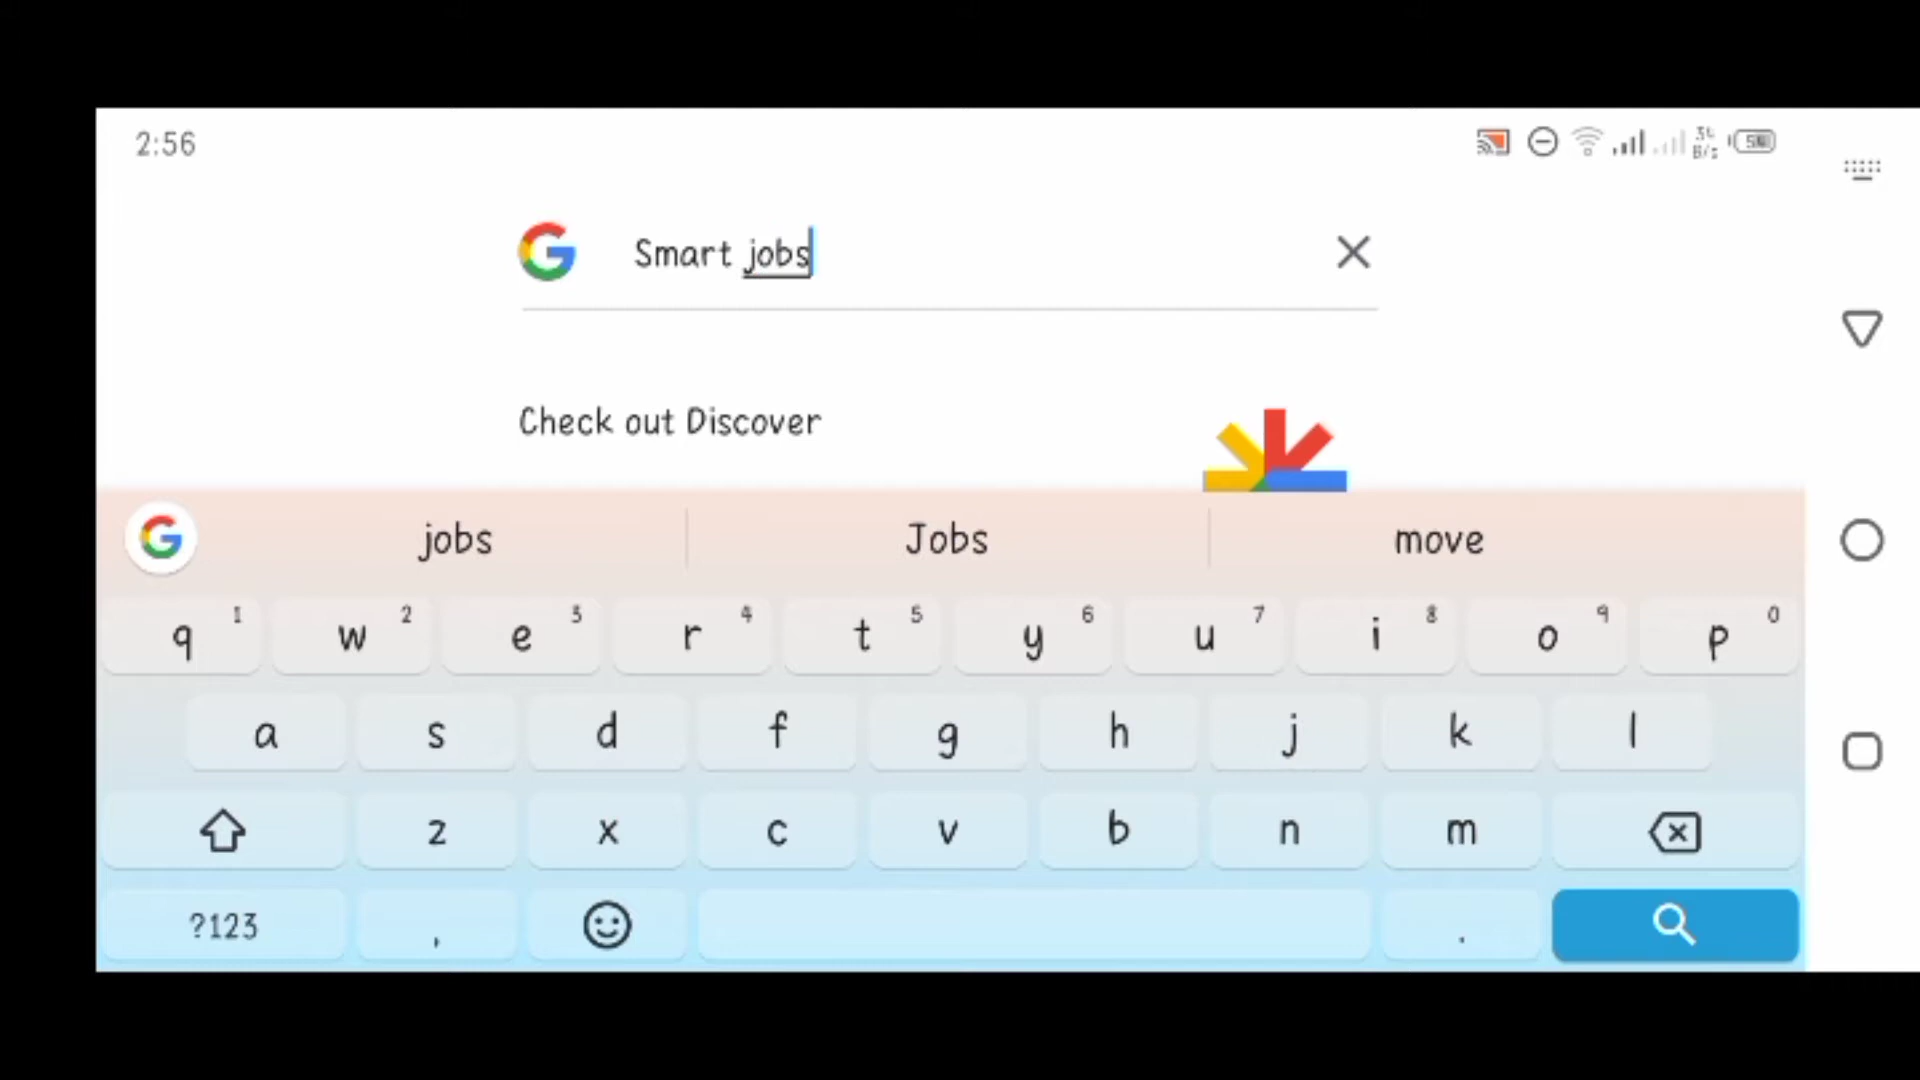 2:56
Smart jobs
Check out Discover
jobs Jobs move
q 1 w 2 e 3 r 4 t 5 y 6 u 7 i 8 o 9 p 0
a s d f g h j k l
z x c v b n m
?123 , .